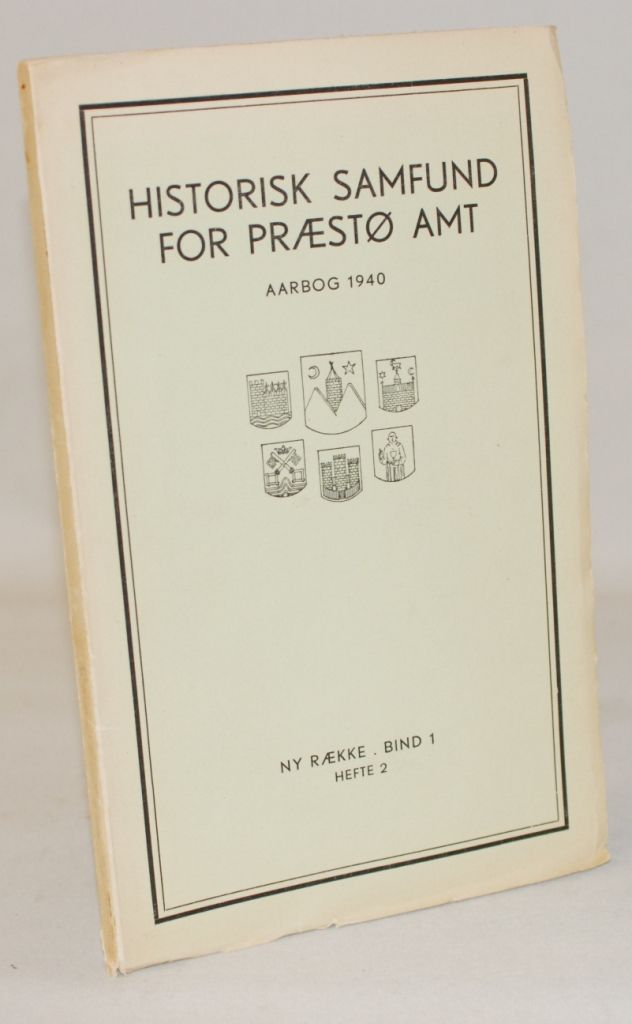 HISTORISK SAMFUND
FOR PRÆSTØ AMT
AARBOG 1940
NY RÆKKE . BIND 1
HEFTE 2